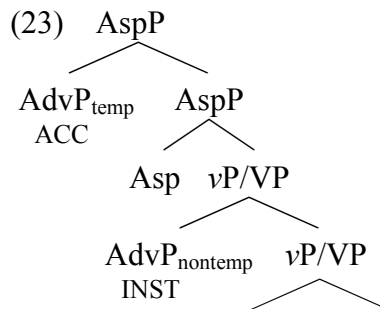 (23) AspP
AdvPtemp AspP
ACC
Asp vP/VP
AdvPnontemp vP/VP
INST